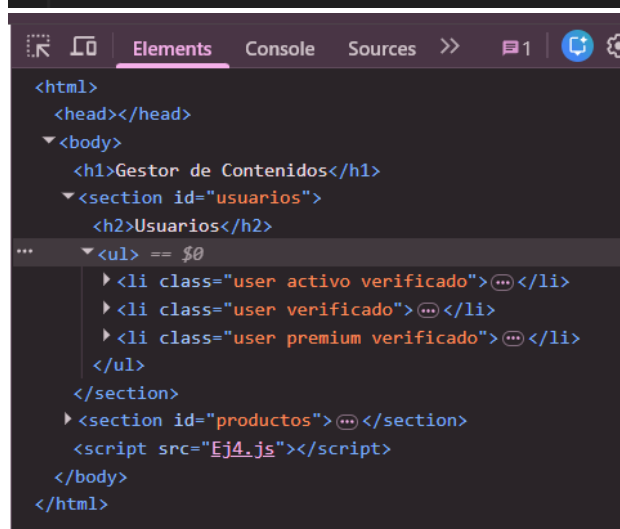 Elements Console Sources 1
<html>
<head></head>
<body>
<h1>Gestor de Contenidos</h1>
<section id="usuarios">
<h2>Usuarios</h2>
<ul> == $0
<li class="user activo verificado"></li>
<li class="user verificado"></li>
<li class="user premium verificado"></li>
</ul>
</section>
<section id="productos"></section>
<script src="Ej4.js"></script>
</body>
</html>